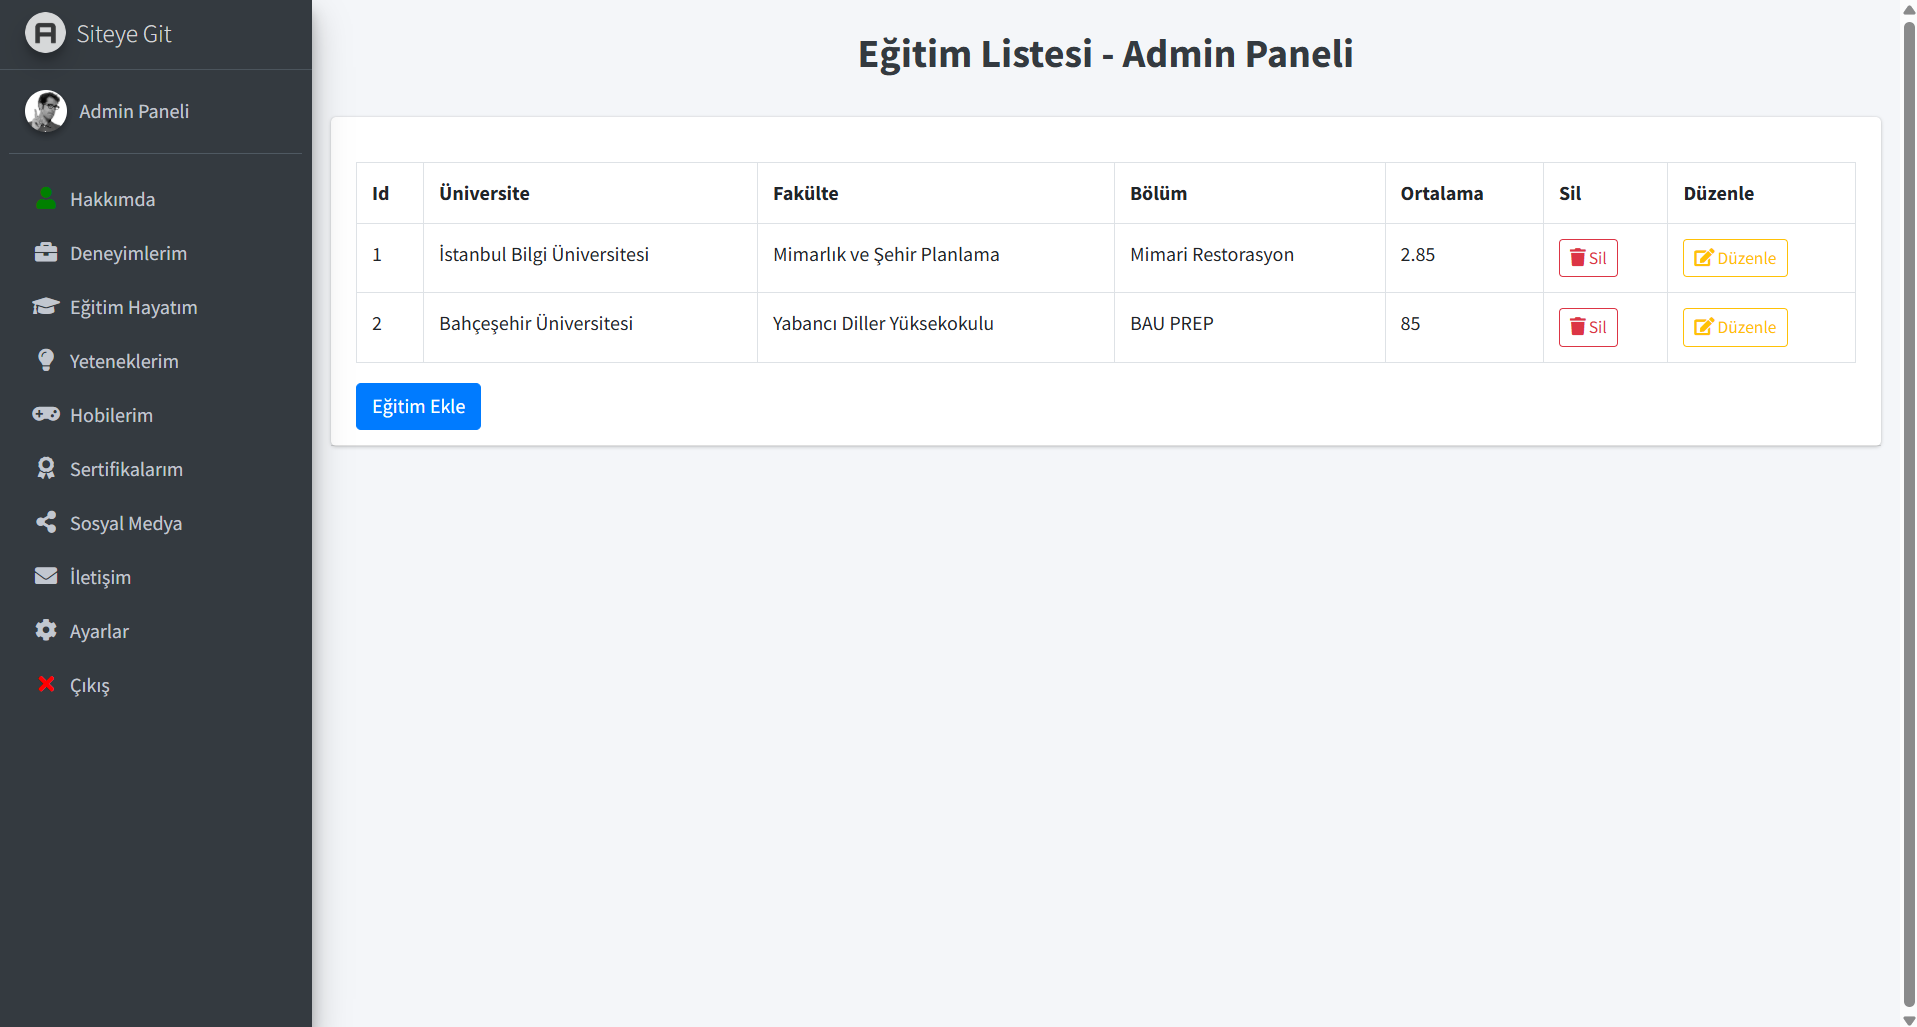 Siteye Git
Admin Paneli
Hakkımda
Deneyimlerim
Eğitim Hayatım
Yeteneklerim
Hobilerim
Sertifikalarım
Sosyal Medya
İletişim
Ayarlar
Çıkış
Eğitim Listesi - Admin Paneli
Id Üniversite Fakülte Bölüm Ortalama Sil Düzenle
1 İstanbul Bilgi Üniversitesi Mimarlık ve Şehir Planlama Mimari Restorasyon 2.85 Sil Düzenle
2 Bahçeşehir Üniversitesi Yabancı Diller Yüksekokulu BAU PREP 85 Sil Düzenle
Eğitim Ekle